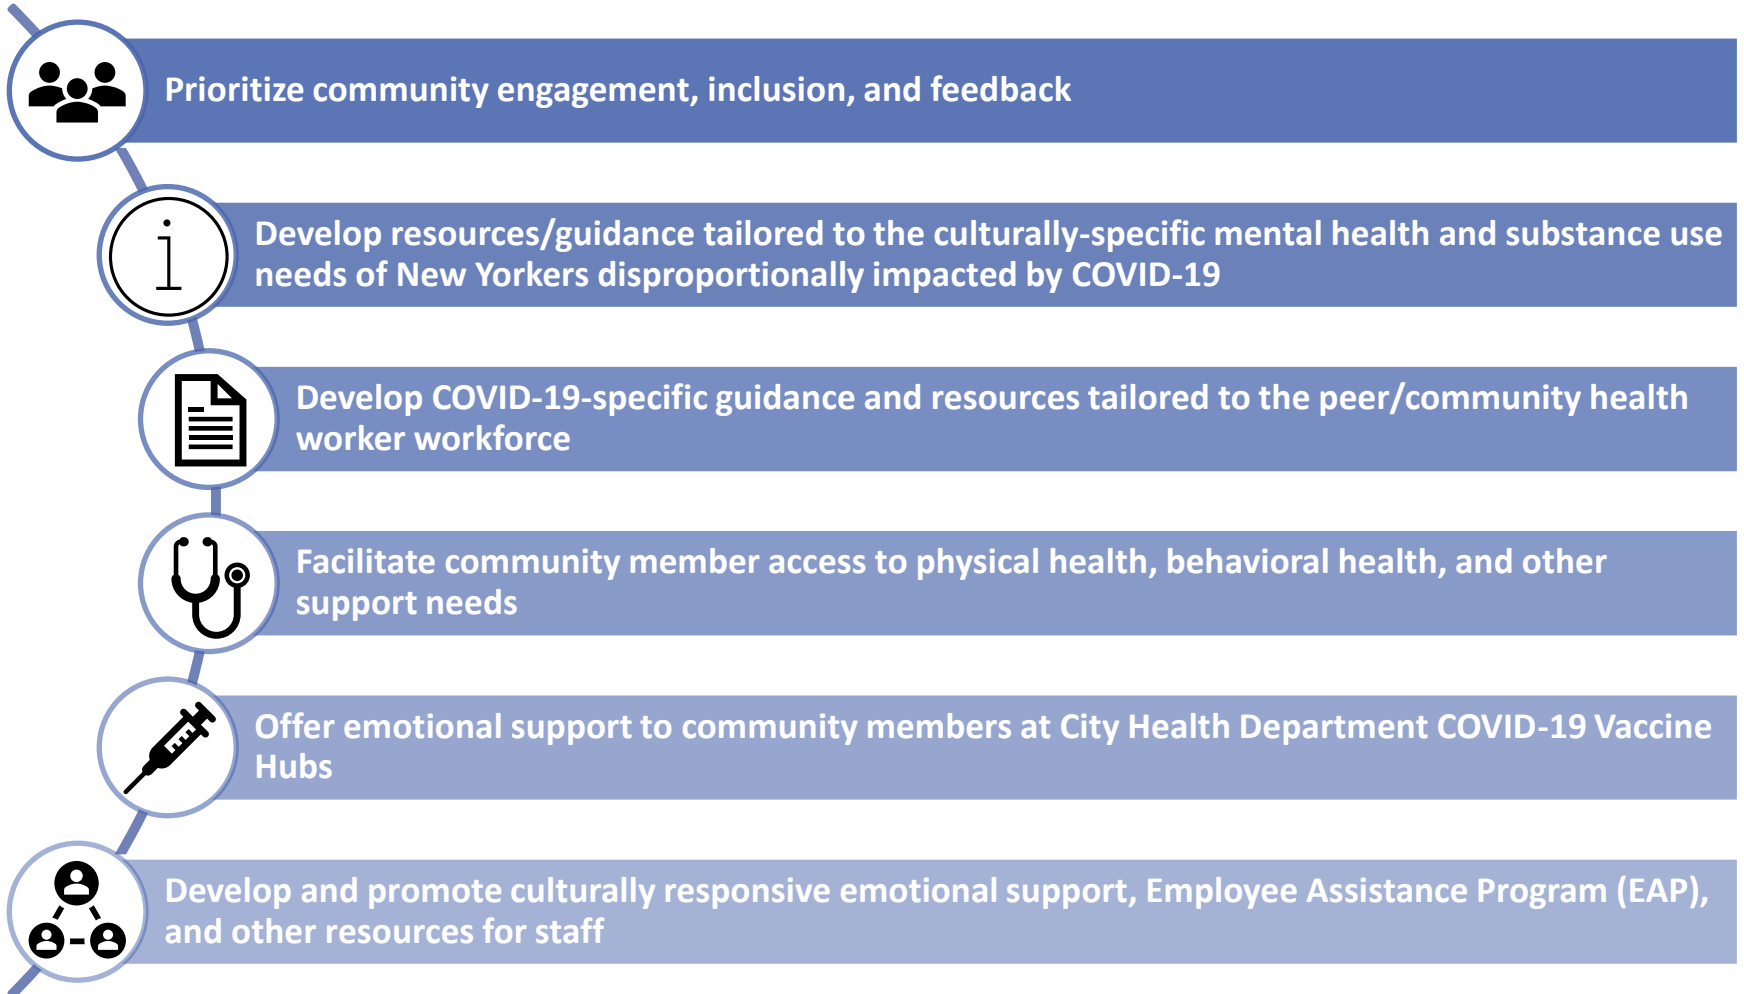 Prioritize community engagement, inclusion, and feedback
Develop resources/guidance tailored to the culturally-specific mental health and substance use
needs of New Yorkers disproportionally impacted by COVID-19
Develop COVID-19-specific guidance and resources tailored to the peer/community health
worker workforce
Facilitate community member access to physical health, behavioral health, and other
support needs
Offer emotional support to community members at City Health Department COVID-19 Vaccine
Hubs
Develop and promote culturally responsive emotional support, Employee Assistance Program (EAP),
and other resources for staff